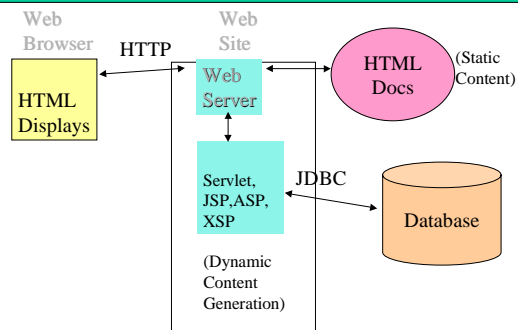 Web
Browser
HTTP
Web
Site
HTML
Displays
Web
Server
HTML
Docs
(Static
Content)
Servlet,
JSP,ASP,
XSP
JDBC
Database
(Dynamic
Content
Generation)